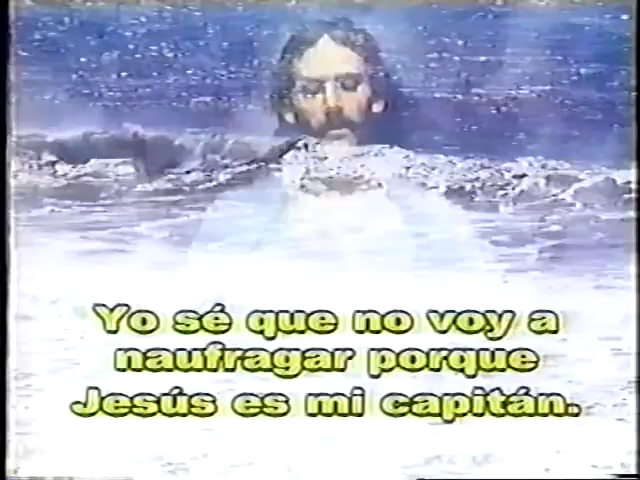 Yo sé que no voy a
naufragar porque
Jesús es mi capitán.